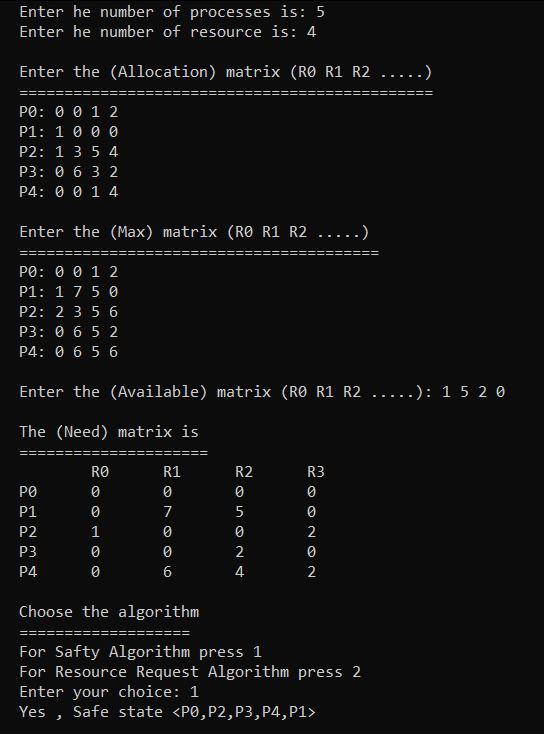 Enter he number of processes is: 5
Enter he number of resource is: 4
Enter the (Allocation) matrix (R0 R1 R2 .....)
==============================================
P0: 0 0 1 2
P1: 1 0 0 0
P2: 1 3 5 4
P3: 0 6 3 2
P4: 0 0 1 4
Enter the (Max) matrix (R0 R1 R2 .....)
========================================
P0: 0 0 1 2
P1: 1 7 5 0
P2: 2 3 5 6
P3: 0 6 5 2
P4: 0 6 5 6
Enter the (Available) matrix (R0 R1 R2 .....): 1 5 2 0
The (Need) matrix is
=====================
R0 R1 R2 R3
P0 0 0 0 0
P1 0 7 5 0
P2 1 0 0 2
P3 0 0 2 0
P4 0 6 4 2
Choose the algorithm
===================
For Safty Algorithm press 1
For Resource Request Algorithm press 2
Enter your choice: 1
Yes , Safe state <P0,P2,P3,P4,P1>